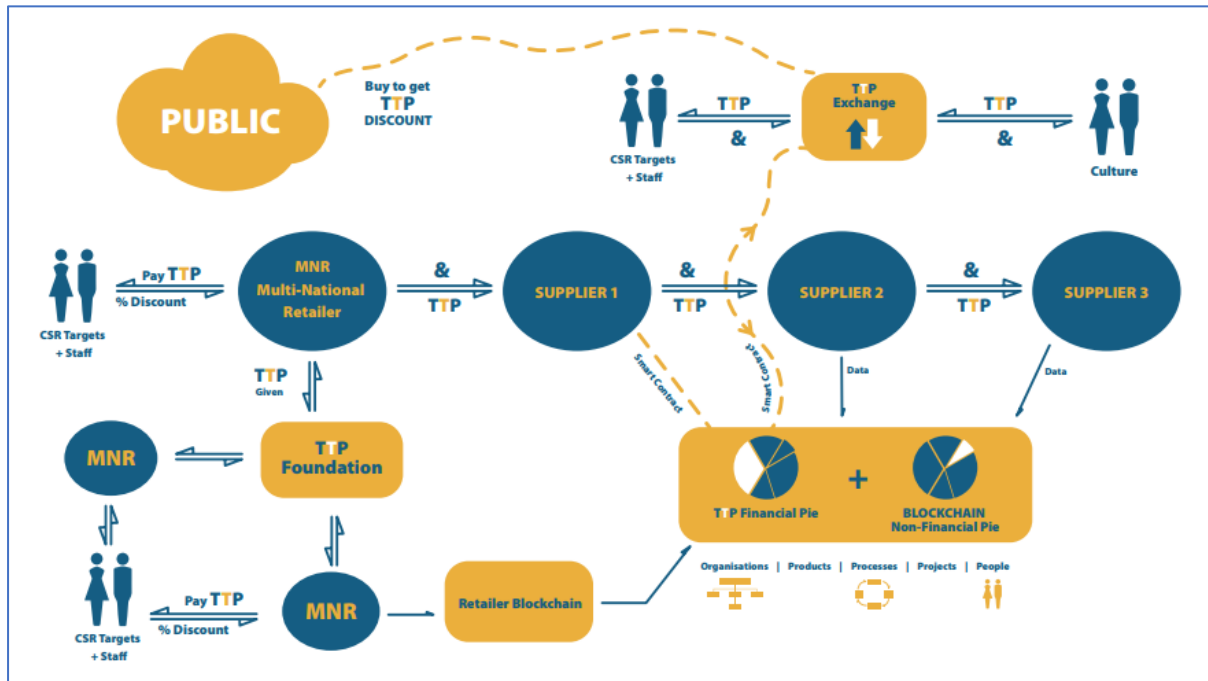 PUBLIC
Buy to get
TTP
DISCOUNT
CSR Targets
+ Staff
TTP
&
TTP
Exchange
TTP
&
Culture
CSR Targets
+ Staff
Pay TTP
% Discount
MNR
Multi-National
Retailer
&
TTP
SUPPLIER 1
&
TTP
SUPPLIER 2
&
TTP
SUPPLIER 3
TTP
Given
Smart Contract
Smart Contract
Data
Data
MNR
TTP
Foundation
TTP Financial Pie
+
BLOCKCHAIN
Non-Financial Pie
Organisations | Products | Processes | Projects | People
CSR Targets
+ Staff
Pay TTP
% Discount
MNR
Retailer Blockchain